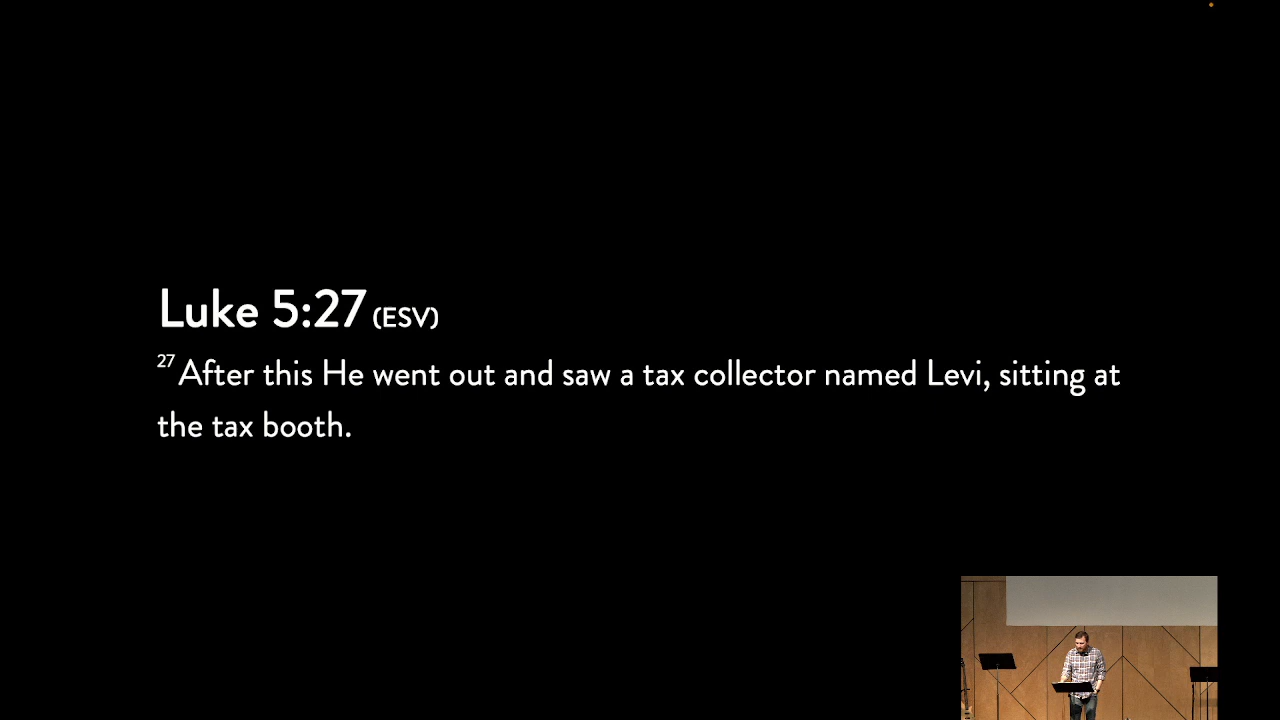 Luke 5:27 (ESV)
27 After this He went out and saw a tax collector named Levi, sitting at
the tax booth.